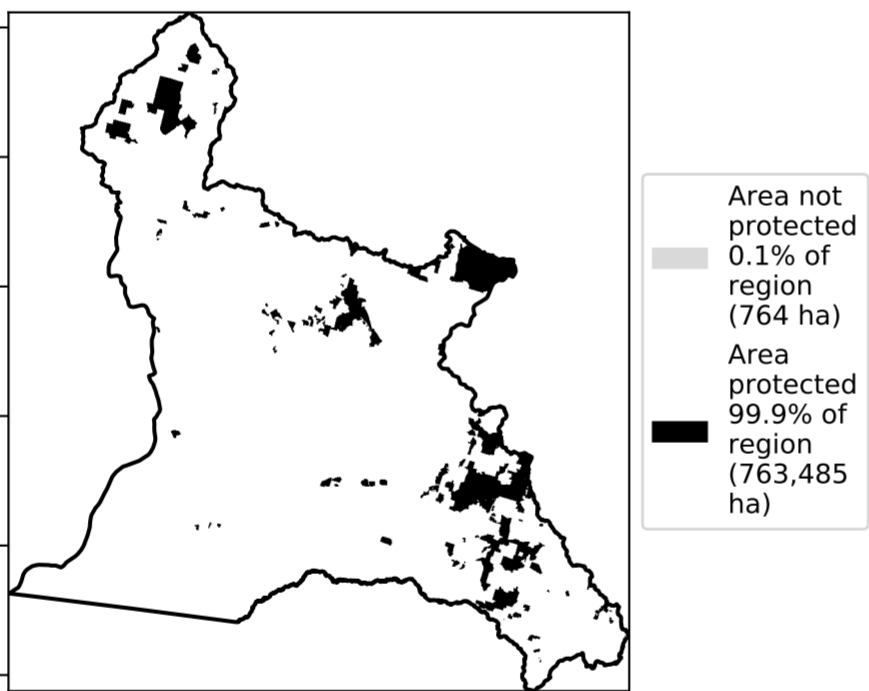 Area not
protected
0.1% of
region
(764 ha)
Area
protected
99.9% of
region
(763,485
ha)